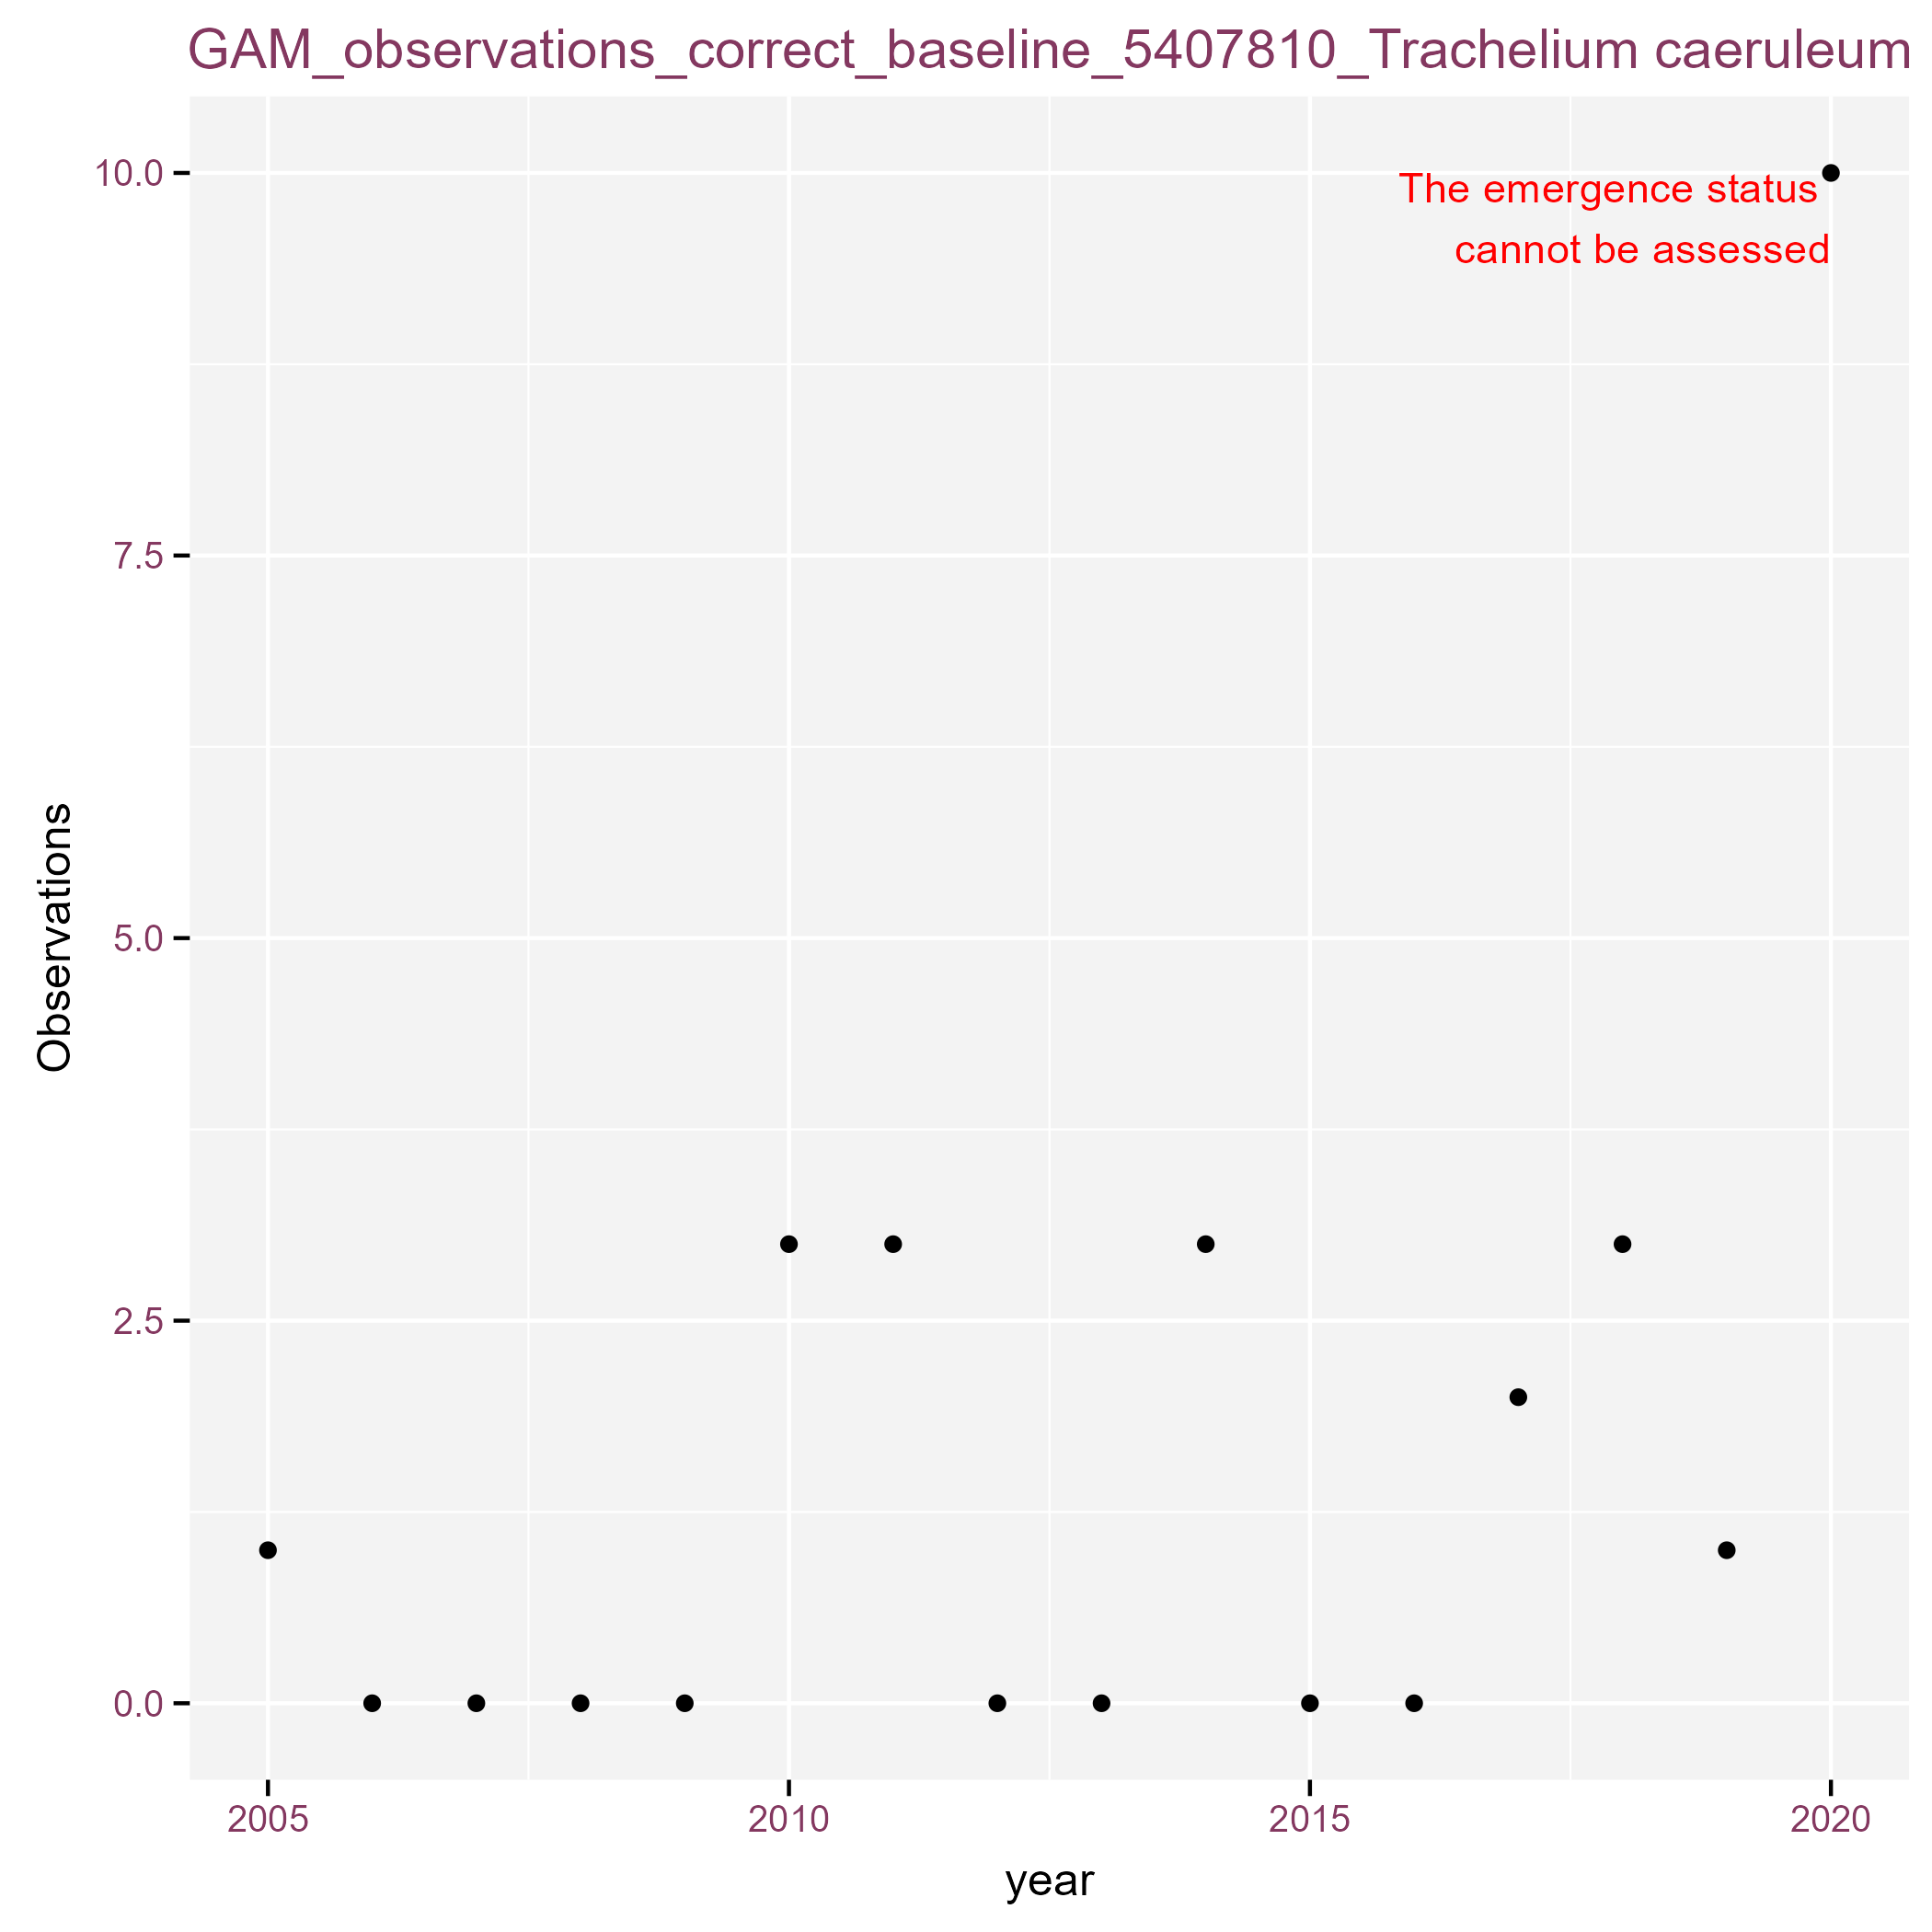 GAM_observations_correct_baseline_5407810_Trachelium caeruleum
10.0
The emergence status
cannot be assessed
7.5
5.0
2.5
0.0
Observations
2005 2010 2015 2020
year